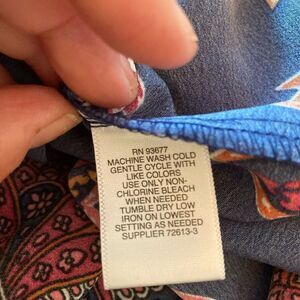 RN 93677
MACHINE WASH COLD
GENTLE CYCLE WITH
LIKE COLORS
USE ONLY NON-
CHLORINE BLEACH
WHEN NEEDED
TUMBLE DRY LOW
IRON ON LOWEST
SETTING AS NEEDED
SUPPLIER 72613-3